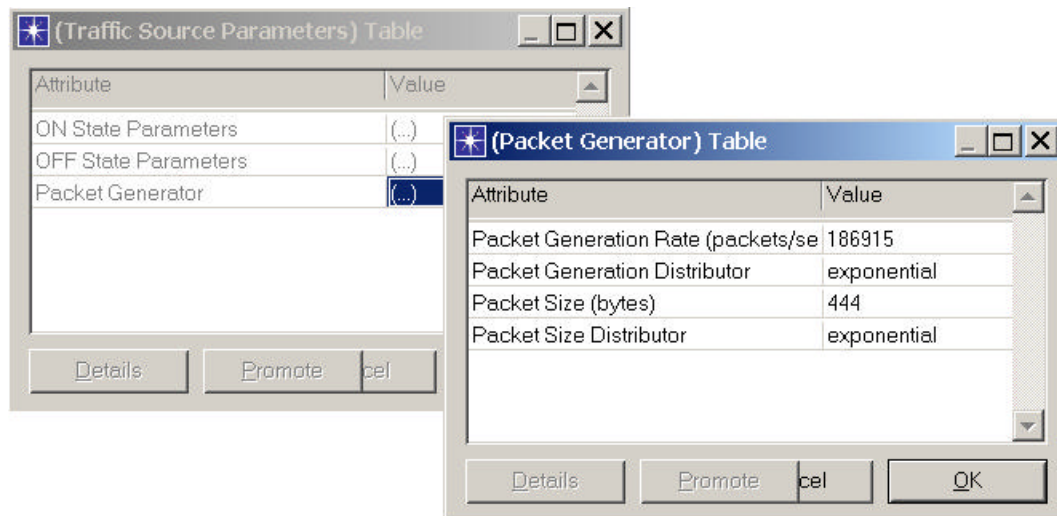 (Traffic Source Parameters) Table
Attribute Value
ON State Parameters (...)
OFF State Parameters (...)
Packet Generator (...)
Details Promote cel
(Packet Generator) Table
Attribute Value
Packet Generation Rate (packets/se 186915
Packet Generation Distributor exponential
Packet Size (bytes) 444
Packet Size Distributor exponential
Details Promote cel OK